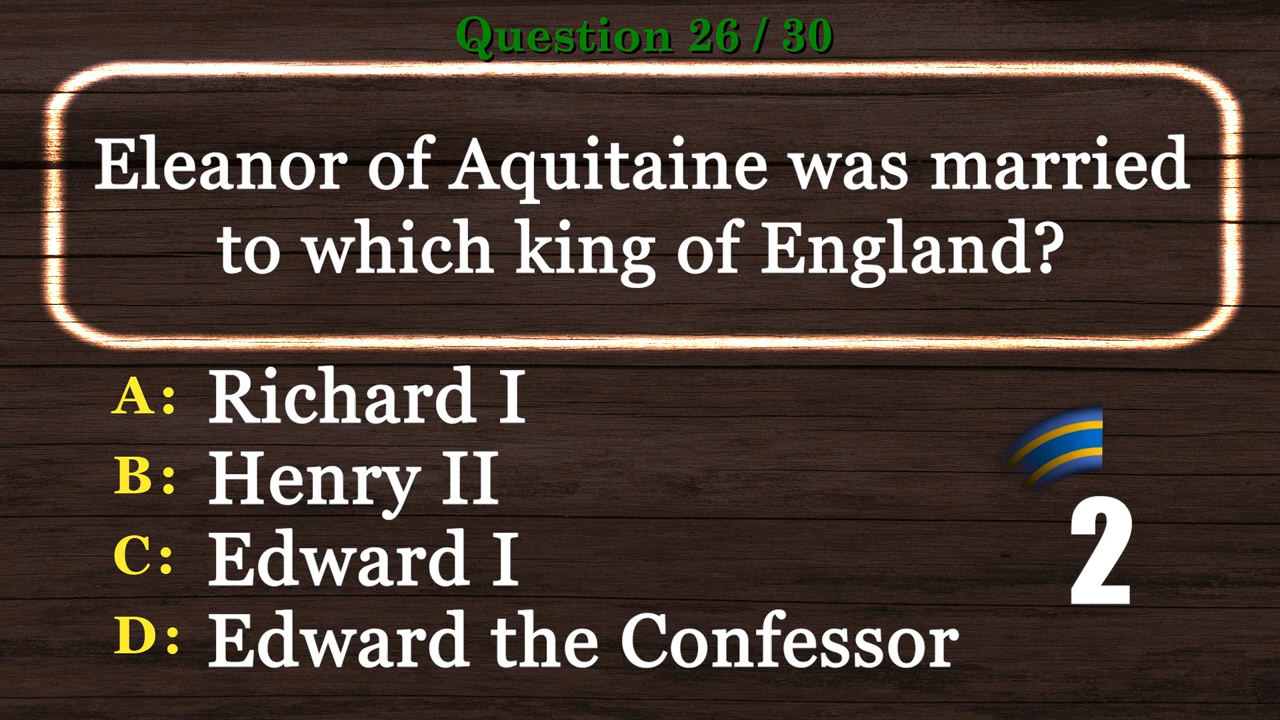 Question 26 / 30
Eleanor of Aquitaine was married
to which king of England?
A: Richard I
B: Henry II
C: Edward I
D: Edward the Confessor
2